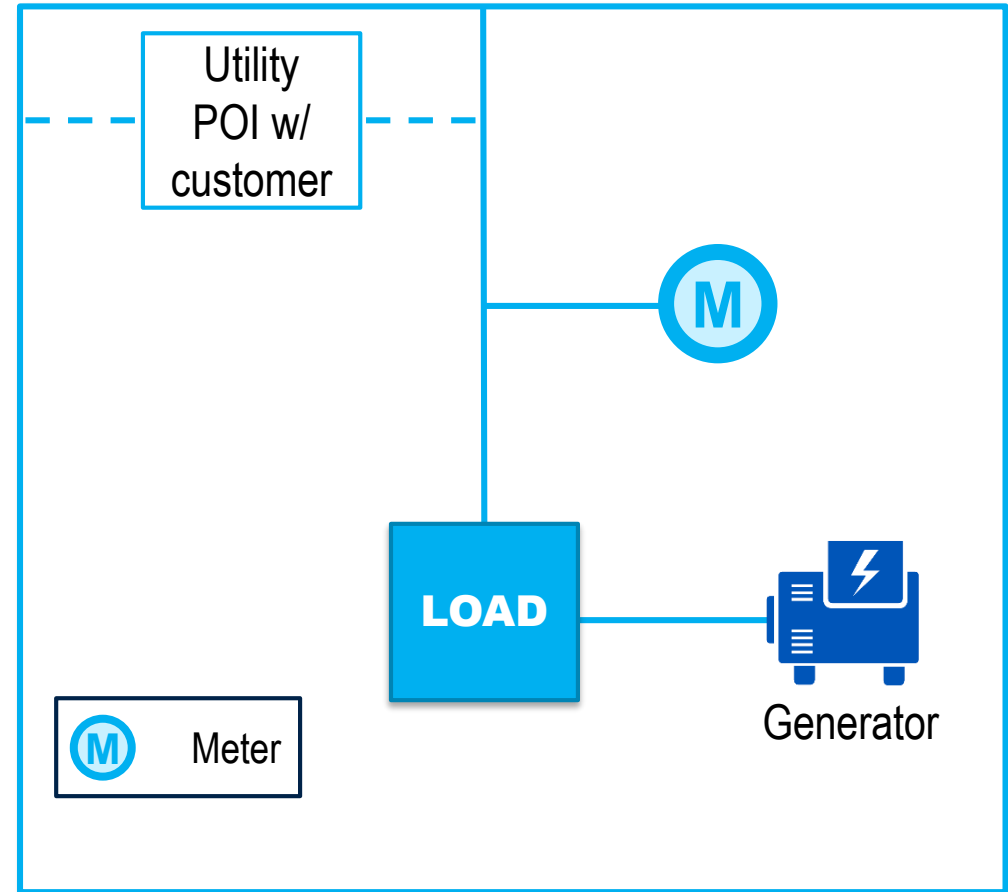 Utility
POI w/
customer
M
LOAD
Generator
M Meter